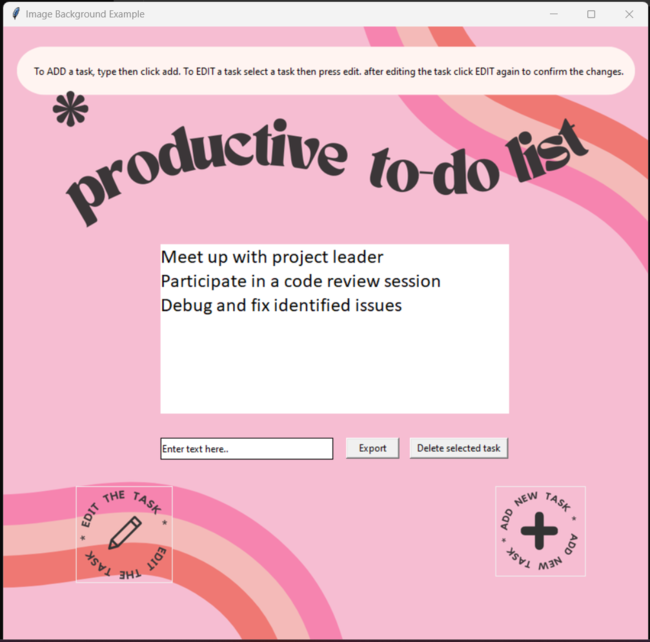 Image Background Example
To ADD a task, type then click add. To EDIT a task select a task then press edit. after editing the task click EDIT again to confirm the changes.
productive to-do list
Meet up with project leader
Participate in a code review session
Debug and fix identified issues
Enter text here..
Export
Delete selected task
* EDIT THE TASK * EDIT THE TASK
* ADD NEW TASK * ADD NEW TASK